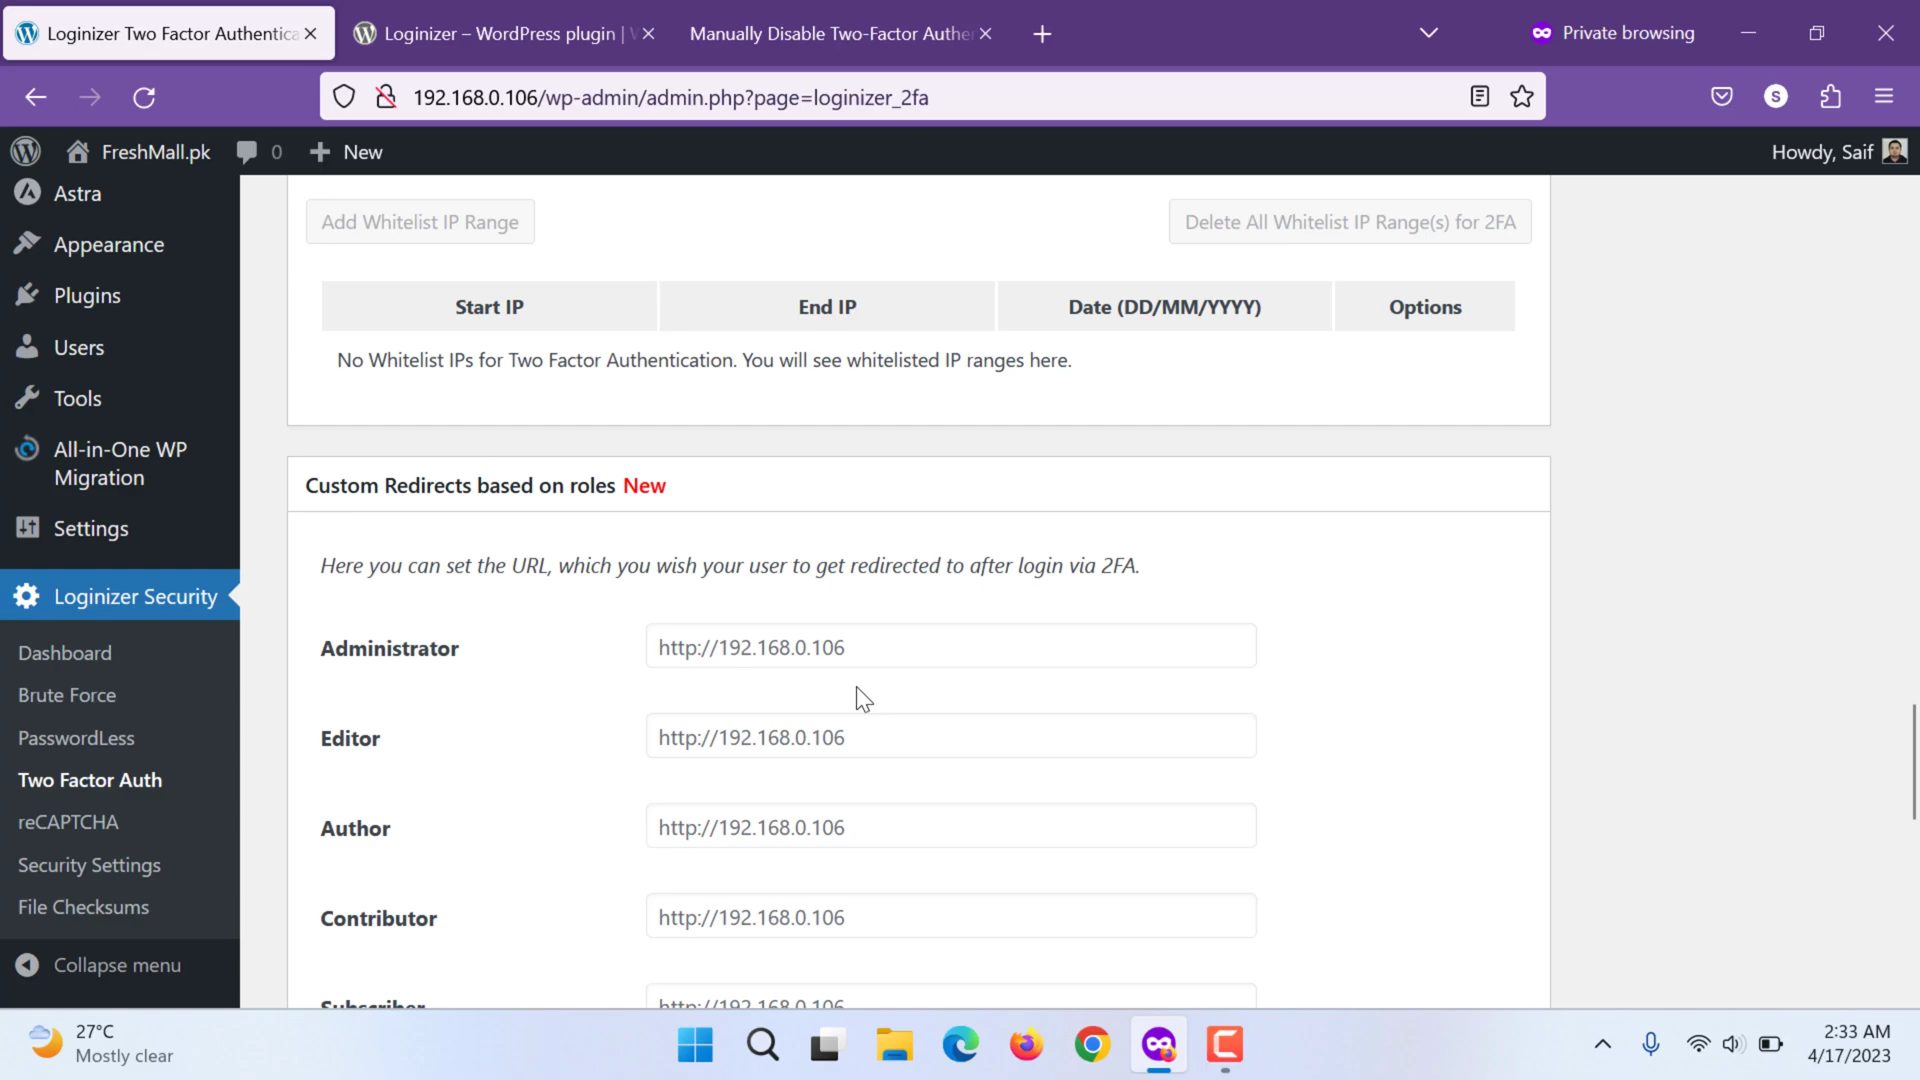 Loginizer Two Factor Authentica
Loginizer – WordPress plugin |
Manually Disable Two-Factor Authe
Private browsing
192.168.0.106/wp-admin/admin.php?page=loginizer_2fa
S
FreshMall.pk
0
New
Howdy, Saif
Astra
Appearance
Plugins
Users
Tools
All-in-One WP
Migration
Settings
Loginizer Security
Dashboard
Brute Force
PasswordLess
Two Factor Auth
reCAPTCHA
Security Settings
File Checksums
Collapse menu
Add Whitelist IP Range
Delete All Whitelist IP Range(s) for 2FA
Start IP
End IP
Date (DD/MM/YYYY)
Options
No Whitelist IPs for Two Factor Authentication. You will see whitelisted IP ranges here.
Custom Redirects based on roles New
Here you can set the URL, which you wish your user to get redirected to after login via 2FA.
Administrator
http://192.168.0.106
Editor
http://192.168.0.106
Author
http://192.168.0.106
Contributor
http://192.168.0.106
Subscriber
http://192.168.0.106
27°C
Mostly clear
2:33 AM
4/17/2023